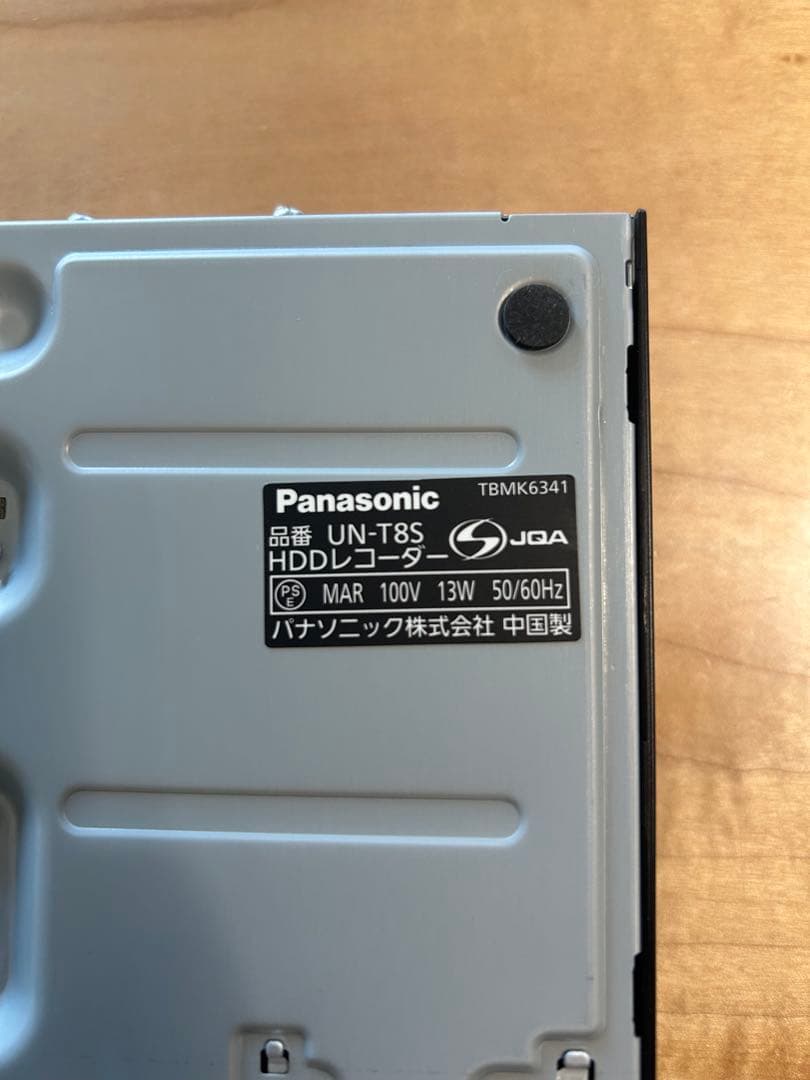 Panasonic TBMK6341
品番 UN-T8S JQA
HDDレコーダー
PSE MAR 100V 13W 50/60Hz
パナソニック株式会社 中国製